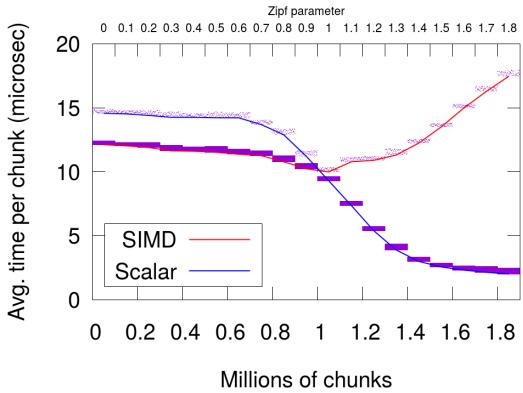 Zipf parameter
0 0.1 0.2 0.3 0.4 0.5 0.6 0.7 0.8 0.9 1 1.1 1.2 1.3 1.4 1.5 1.6 1.7 1.8
Avg. time per chunk (microsec)
20
15
10
5
0
SIMD
Scalar
0 0.2 0.4 0.6 0.8 1 1.2 1.4 1.6 1.8
Millions of chunks